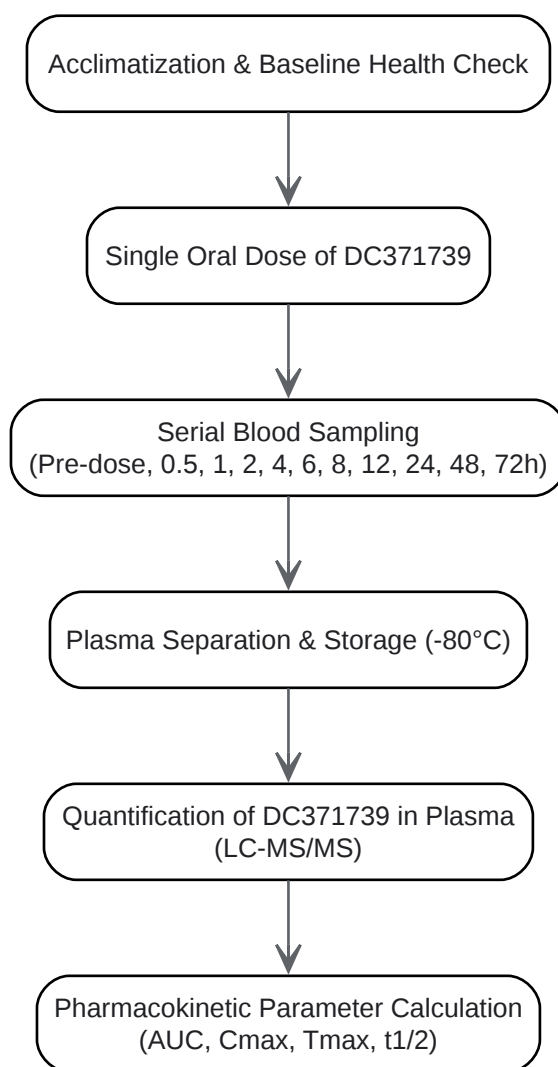 Acclimatization & Baseline Health Check
Single Oral Dose of DC371739
Serial Blood Sampling
(Pre-dose, 0.5, 1, 2, 4, 6, 8, 12, 24, 48, 72h)
Plasma Separation & Storage (-80°C)
Quantification of DC371739 in Plasma
(LC-MS/MS)
Pharmacokinetic Parameter Calculation
(AUC, Cmax, Tmax, t1/2)